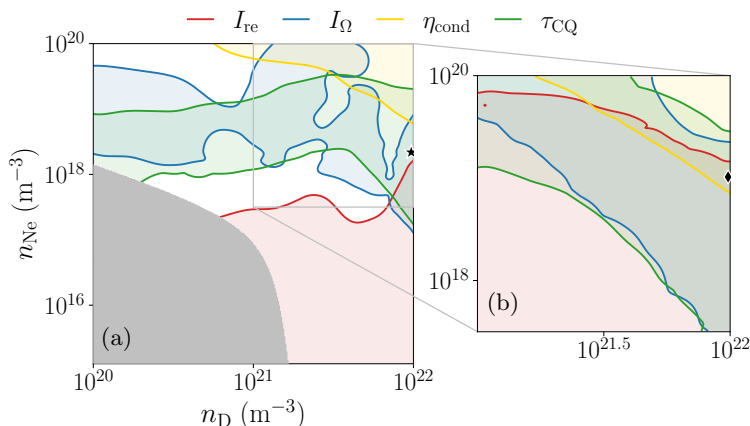 I_re I_Ω η_cond τ_CQ
10^20
10^18
10^16
n_Ne (m^−3)
(a)
10^20 10^21 10^22
n_D (m^−3)
10^20
10^18
(b)
10^21.5 10^22